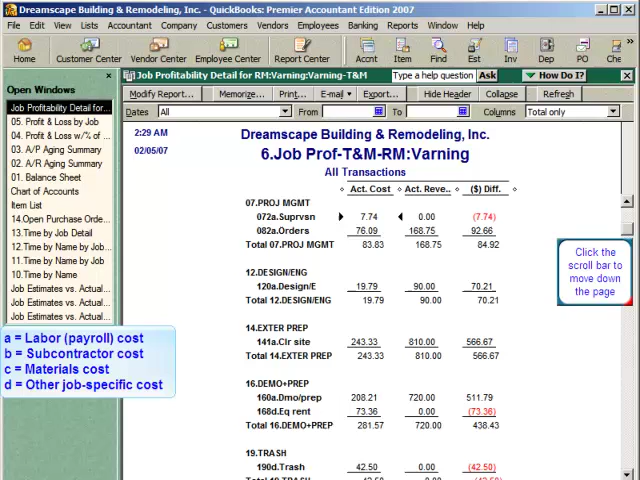 Dreamscape Building & Remodeling, Inc. - QuickBooks: Premier Accountant Edition 2007
File Edit View Lists Accountant Company Customers Vendors Employees Banking Reports Window Help
Home Customer Center Vendor Center Employee Center Report Center Accnt Item Find Est Inv Dep PO Che
Job Profitability Detail for RM:Varning:Varning-T&M Type a help question Ask How Do I?
Open Windows
Modify Report... Memorize... Print... E-mail Export... Hide Header Collapse Refresh
Dates All From To Columns Total only
Job Profitability Detail for...
05. Profit & Loss by Job
04. Profit & Loss w/% of ...
03. A/P Aging Summary
02. A/R Aging Summary
01. Balance Sheet
Chart of Accounts
Item List
14.Open Purchase Orde...
13.Time by Job Detail
12.Time by Name by Job...
11.Time by Name by Job
10.Time by Name
Job Estimates vs. Actual...
Job Estimates vs. Actual...
Job Estimates vs. Actual...
a = Labor (payroll) cost
b = Subcontractor cost
c = Materials cost
d = Other job-specific cost
2:29 AM
02/05/07
Dreamscape Building & Remodeling, Inc.
6.Job Prof-T&M-RM:Varning
All Transactions
Act. Cost Act. Reve... ($) Diff.
07.PROJ MGMT
072a.Suprvsn 7.74 0.00 (7.74)
082a.Orders 76.09 168.75 92.66
Total 07.PROJ MGMT 83.83 168.75 84.92
12.DESIGN/ENG
120a.Design/E 19.79 90.00 70.21
Total 12.DESIGN/ENG 19.79 90.00 70.21
14.EXTER PREP
141a.Clr site 243.33 810.00 566.67
Total 14.EXTER PREP 243.33 810.00 566.67
16.DEMO+PREP
160a.Dmo/prep 208.21 720.00 511.79
168d.Eq rent 73.36 0.00 (73.36)
Total 16.DEMO+PREP 281.57 720.00 438.43
19.TRASH
190d.Trash 42.50 0.00 (42.50)
Total 19.TRASH 42.50 0.00 (42.50)
Click the
scroll bar to
move down
the page